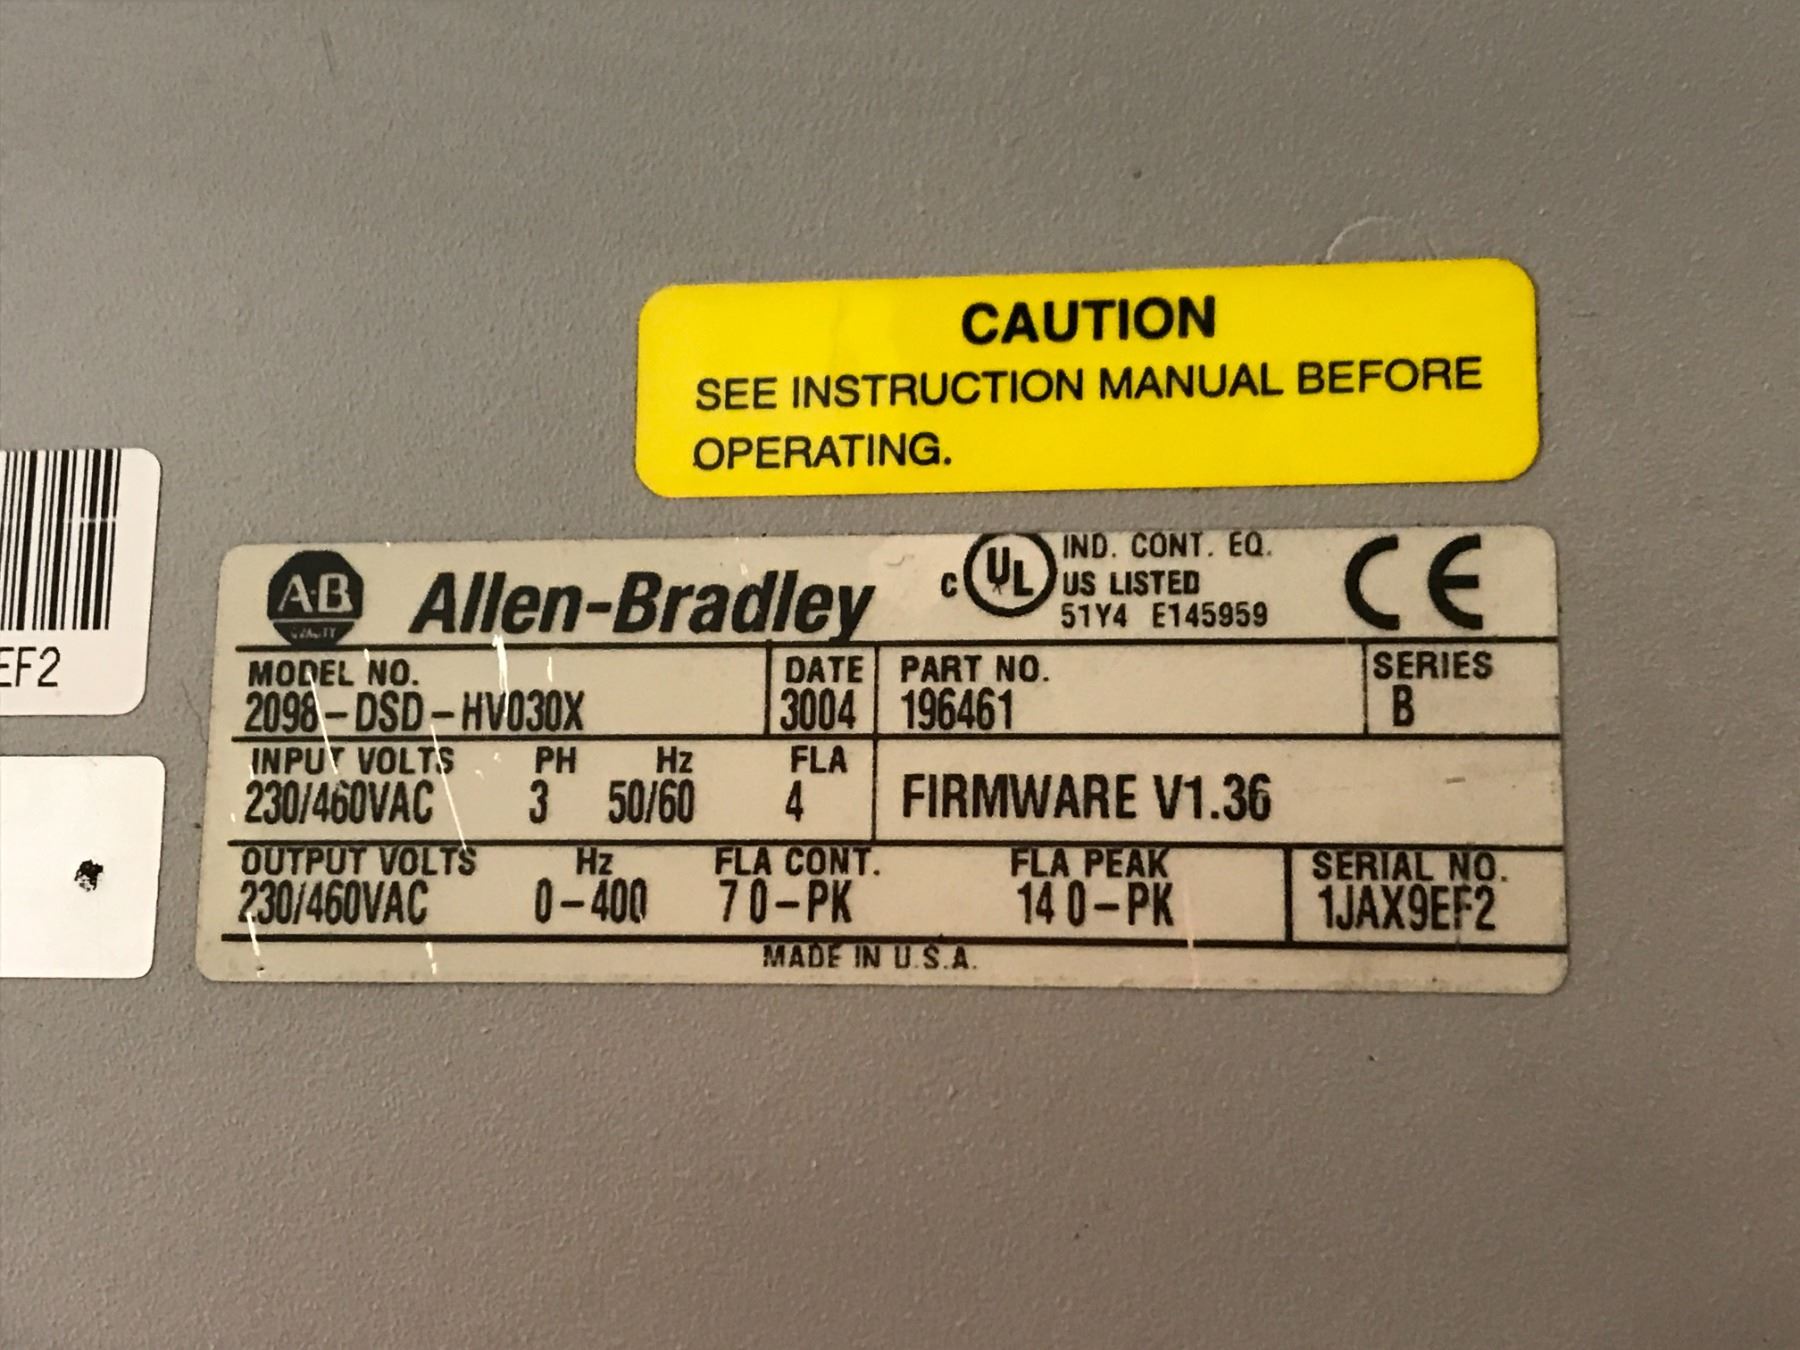 CAUTION
SEE INSTRUCTION MANUAL BEFORE
OPERATING.
EF2
A·B
QUALITY
Allen-Bradley
C UL US LISTED
IND. CONT. EQ.
51Y4 E145959
CE
MODEL NO. DATE PART NO. SERIES
2098-DSD-HV030X 3004 196461 B
INPUT VOLTS PH Hz FLA
230/460VAC 3 50/60 4 FIRMWARE V1.36
OUTPUT VOLTS Hz FLA CONT. FLA PEAK SERIAL NO.
230/460VAC 0-400 7 0-PK 14 0-PK 1JAX9EF2
MADE IN U.S.A.